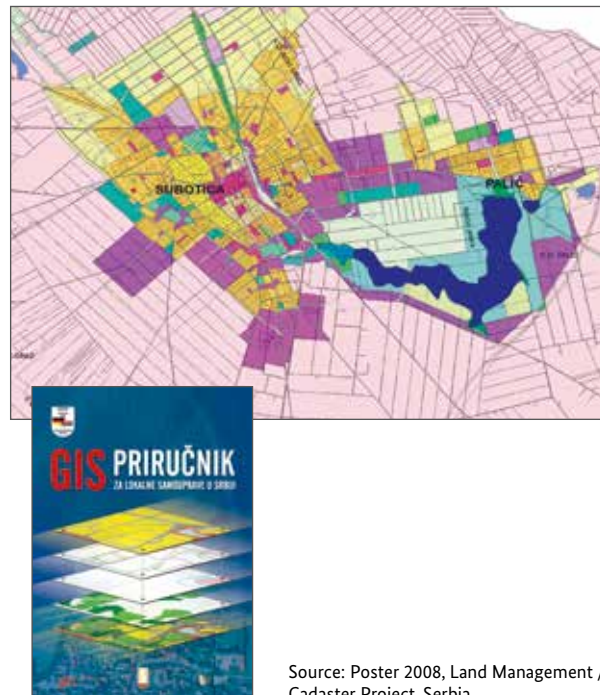 SUBOTICA
PALIĆ
GIS PRIRUČNIK
ZA LOKALNE SAMOUPRAVE U SRBIJI
Source: Poster 2008, Land Management /
Cadaster Project, Serbia